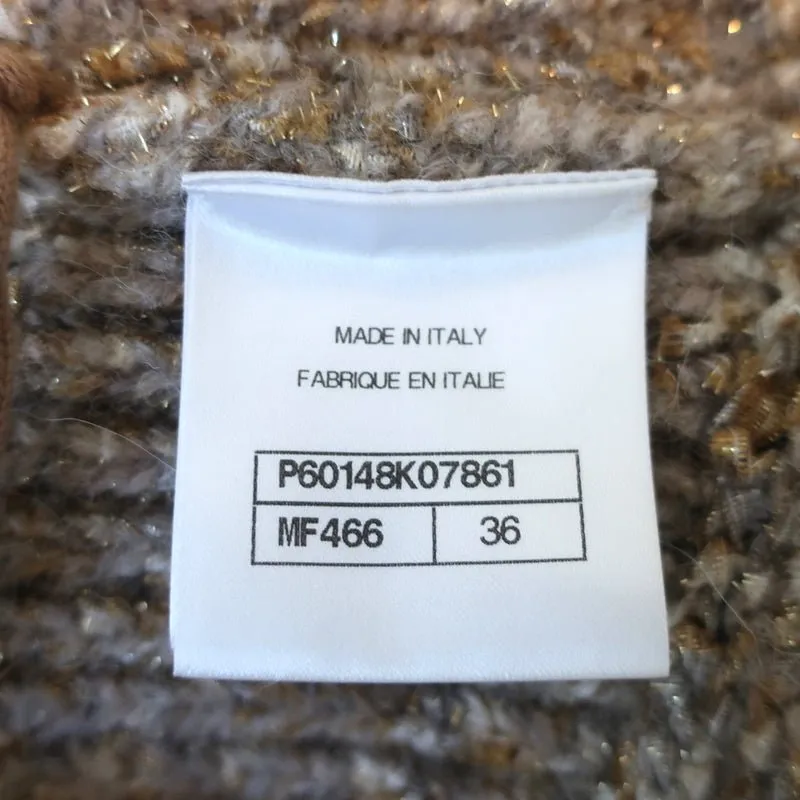 MADE IN ITALY
FABRIQUE EN ITALIE
P60148K07861
MF466 36